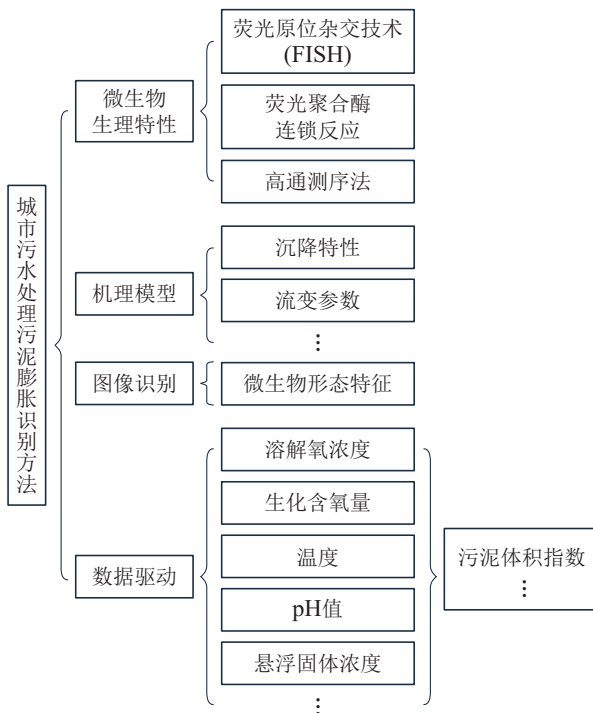 城市污水处理污泥膨胀识别方法
微生物
生理特性
荧光原位杂交技术
(FISH)
荧光聚合酶
连锁反应
高通测序法
机理模型
沉降特性
流变参数
⋮
图像识别
微生物形态特征
数据驱动
溶解氧浓度
生化含氧量
温度
pH值
悬浮固体浓度
⋮
污泥体积指数
⋮